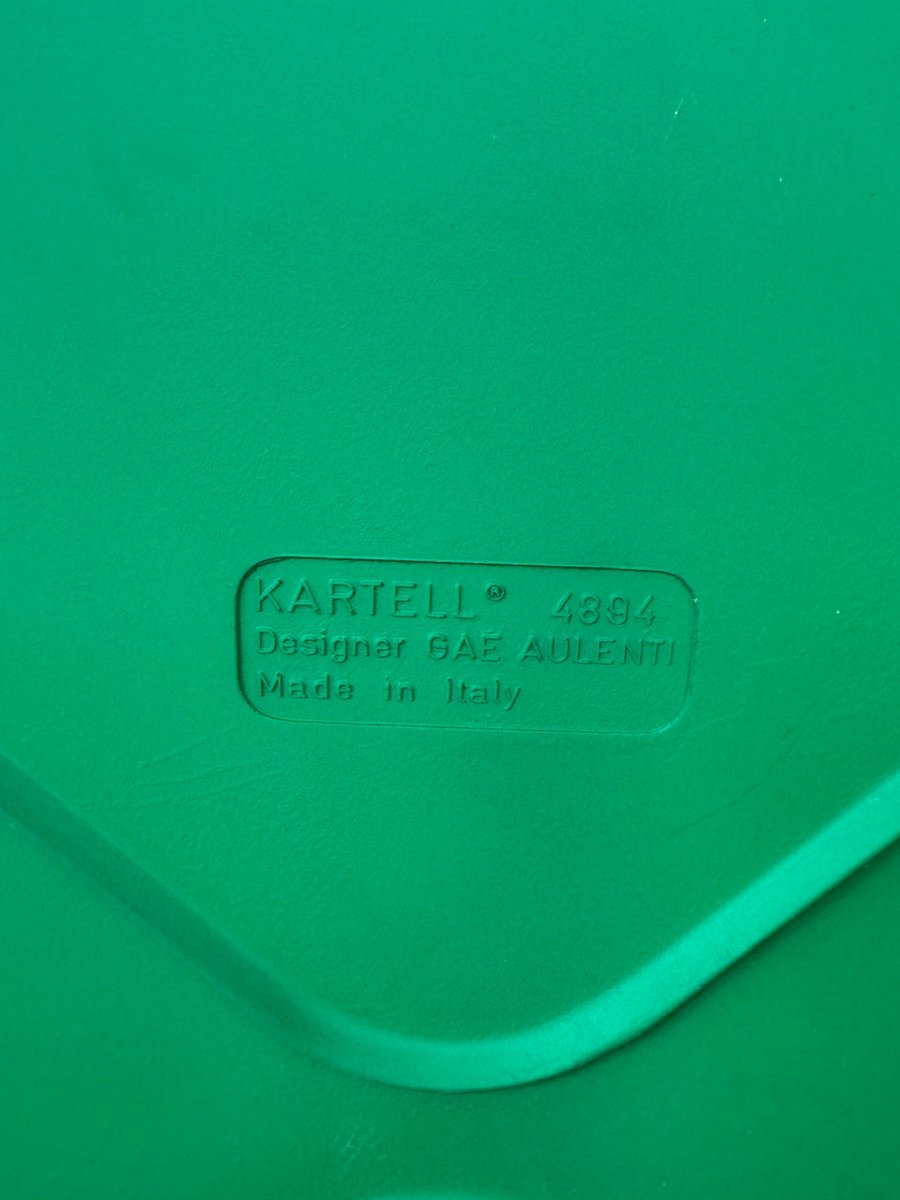 KARTELL® 4894
Designer GAE AULENTI
Made in Italy